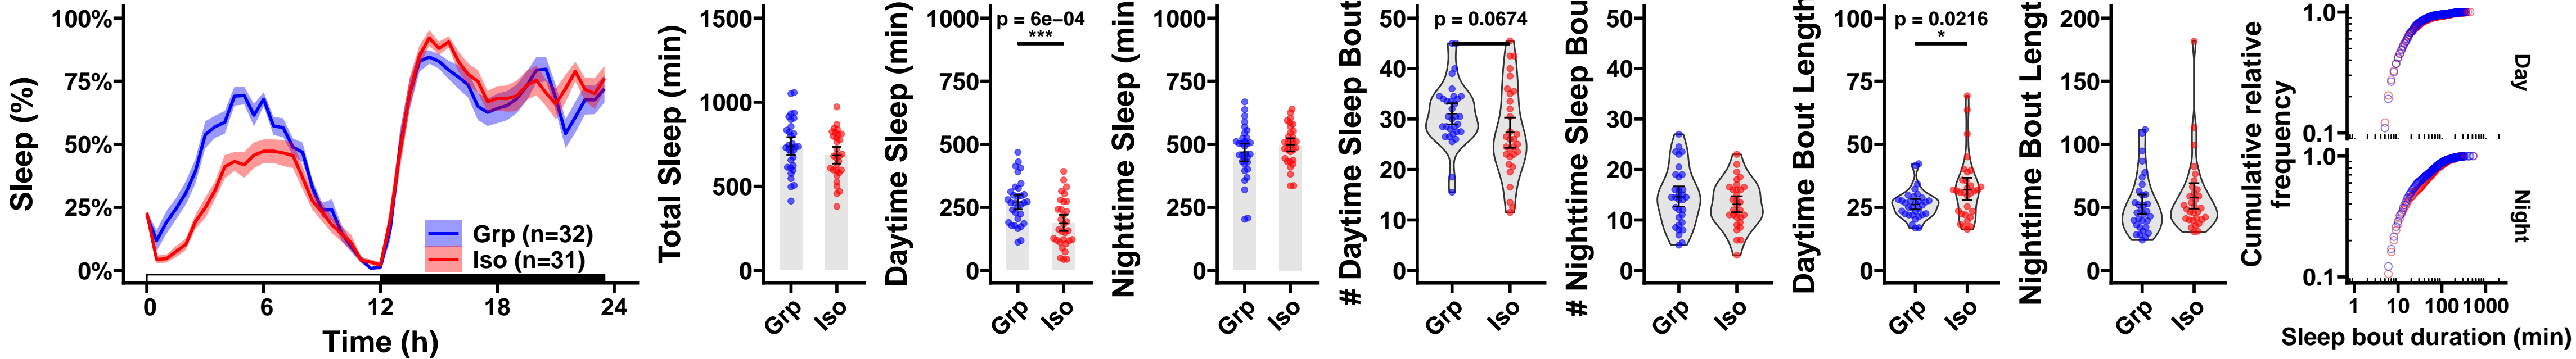 Sleep (%)
100%
75%
50%
25%
0%
Grp (n=32)
Iso (n=31)
0 6 12 18 24
Time (h)
Total Sleep (min)
1500
1000
500
0
Grp Iso
Daytime Sleep (min)
1000
750
500
250
0
p = 6e−04
***
Grp Iso
Nighttime Sleep (min
1000
750
500
250
0
Grp Iso
# Daytime Sleep Bout
50
40
30
20
10
0
p = 0.0674
Grp Iso
# Nighttime Sleep Bou
50
40
30
20
10
0
Grp Iso
Daytime Bout Length
100
75
50
25
0
p = 0.0216
*
Grp Iso
Nighttime Bout Lengt
200
150
100
50
0
Grp Iso
Cumulative relative
frequency
1.0
0.1
Day
1.0
0.1
Night
1 10 100 1000
Sleep bout duration (min)